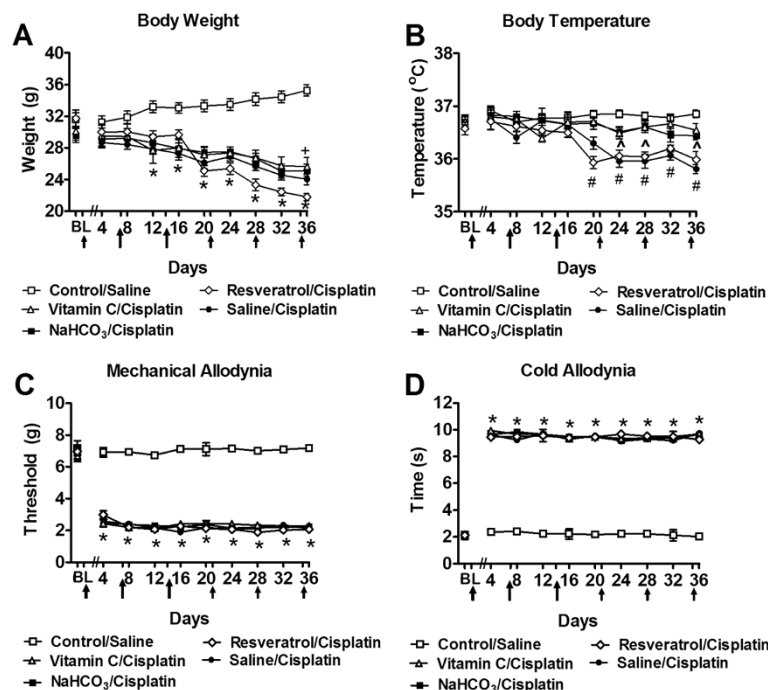 A
Body Weight
Weight (g)
36
32
28
24
20
+
* * * * * * *
BL 4 8 12 16 20 24 28 32 36
Days
Control/Saline
Resveratrol/Cisplatin
Vitamin C/Cisplatin
Saline/Cisplatin
NaHCO3/Cisplatin
B
Body Temperature
Temperature (°C)
38
37
36
35
^ ^ ^
# # # # #
BL 4 8 12 16 20 24 28 32 36
Days
Control/Saline
Resveratrol/Cisplatin
Vitamin C/Cisplatin
Saline/Cisplatin
NaHCO3/Cisplatin
C
Mechanical Allodynia
Threshold (g)
10
8
6
4
2
0
* * * * * * * * *
BL 4 8 12 16 20 24 28 32 36
Days
Control/Saline
Resveratrol/Cisplatin
Vitamin C/Cisplatin
Saline/Cisplatin
NaHCO3/Cisplatin
D
Cold Allodynia
Time (s)
12
10
8
6
4
2
0
* * * * * * * * *
BL 4 8 12 16 20 24 28 32 36
Days
Control/Saline
Resveratrol/Cisplatin
Vitamin C/Cisplatin
Saline/Cisplatin
NaHCO3/Cisplatin